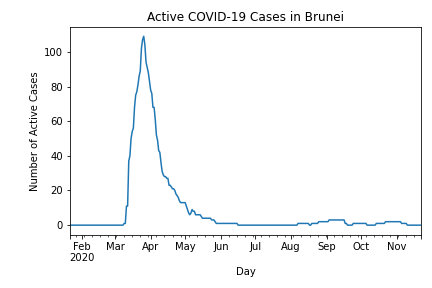 Active COVID-19 Cases in Brunei
Number of Active Cases
100
80
60
40
20
0
Feb Mar Apr May Jun Jul Aug Sep Oct Nov
2020
Day